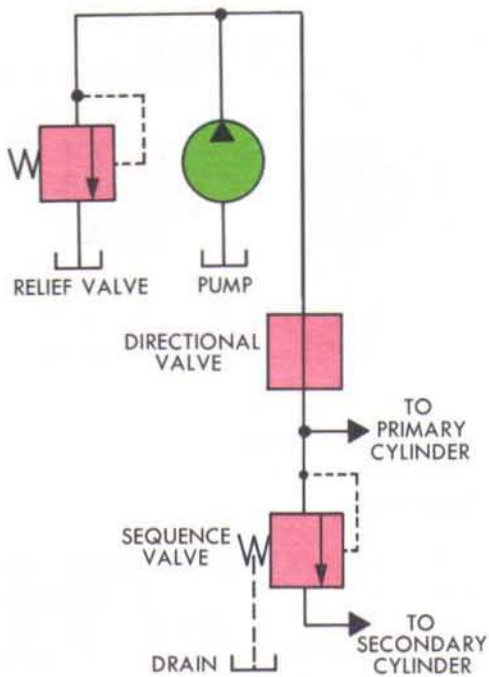 RELIEF VALVE
PUMP
DIRECTIONAL
VALVE
TO
PRIMARY
CYLINDER
SEQUENCE
VALVE
TO
SECONDARY
CYLINDER
DRAIN